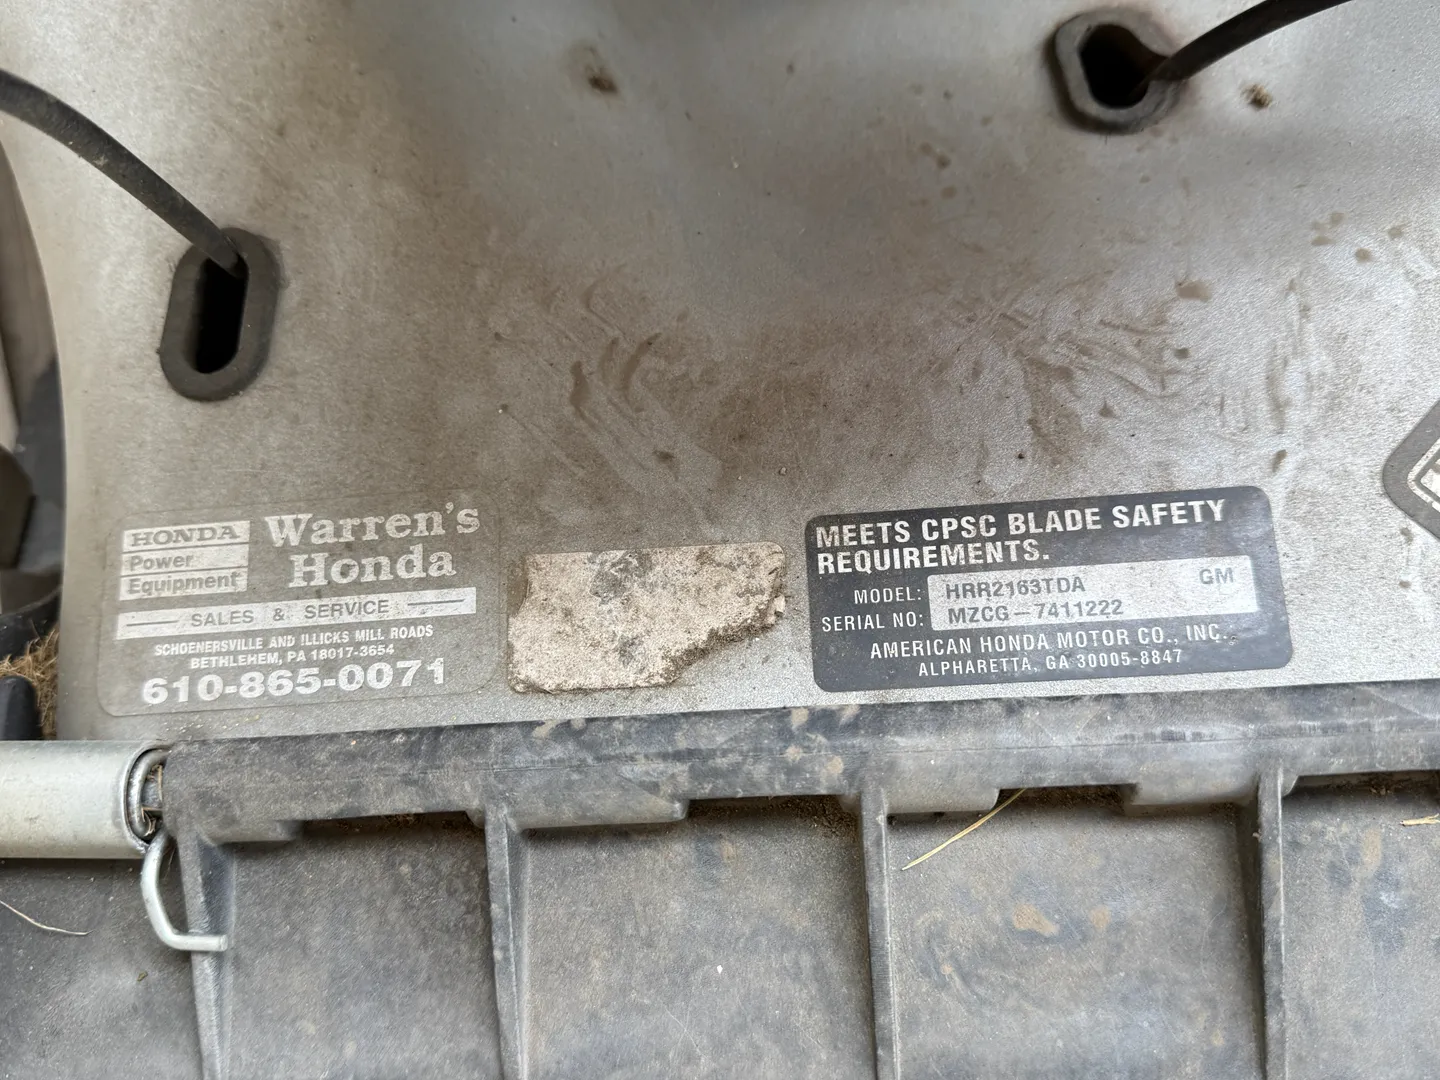 HONDA
Power
Equipment
Warren's
Honda
SALES & SERVICE
SCHOENERSVILLE AND ILLICKS MILL ROADS
BETHLEHEM, PA 18017-3654
610-865-0071
MEETS CPSC BLADE SAFETY
REQUIREMENTS.
MODEL: HRR2163TDA GM
SERIAL NO: MZCG-7411222
AMERICAN HONDA MOTOR CO., INC.
ALPHARETTA, GA 30005-8847